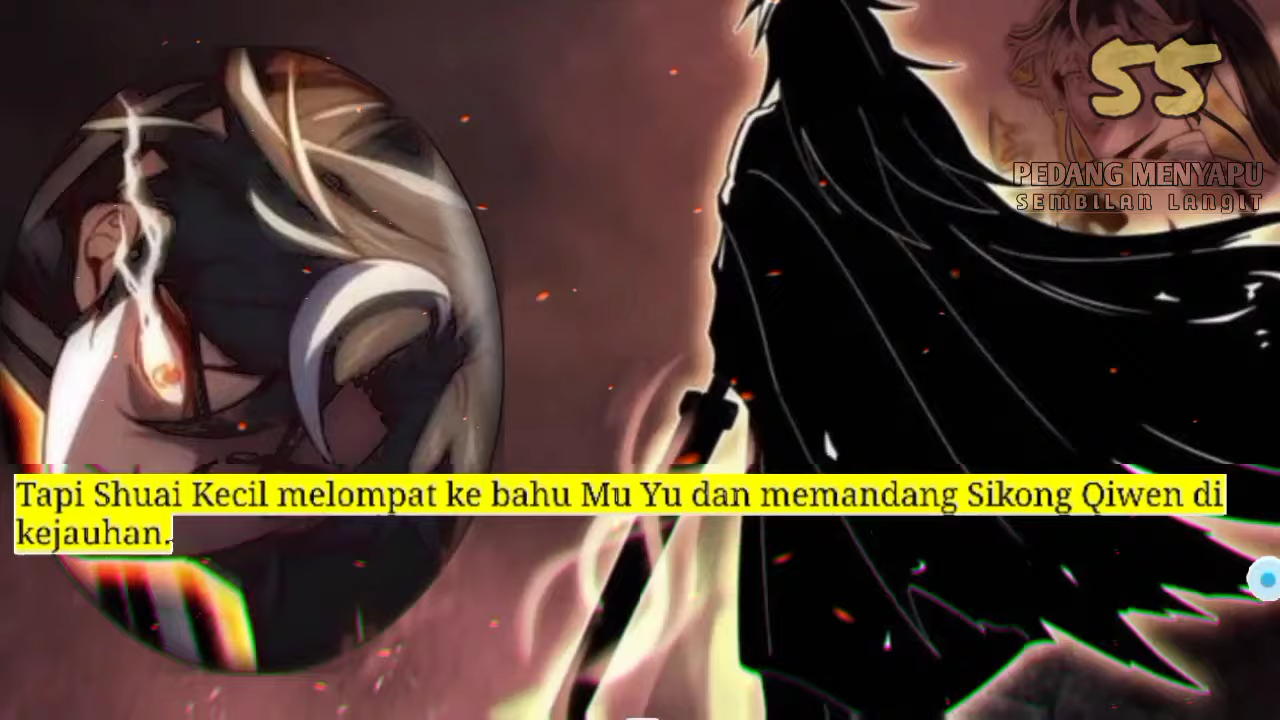 55
PEDANG MENYAPU
SEMBILAN LANGIT
Tapi Shuai Kecil melompat ke bahu Mu Yu dan memandang Sikong Qiwen di
kejauhan.